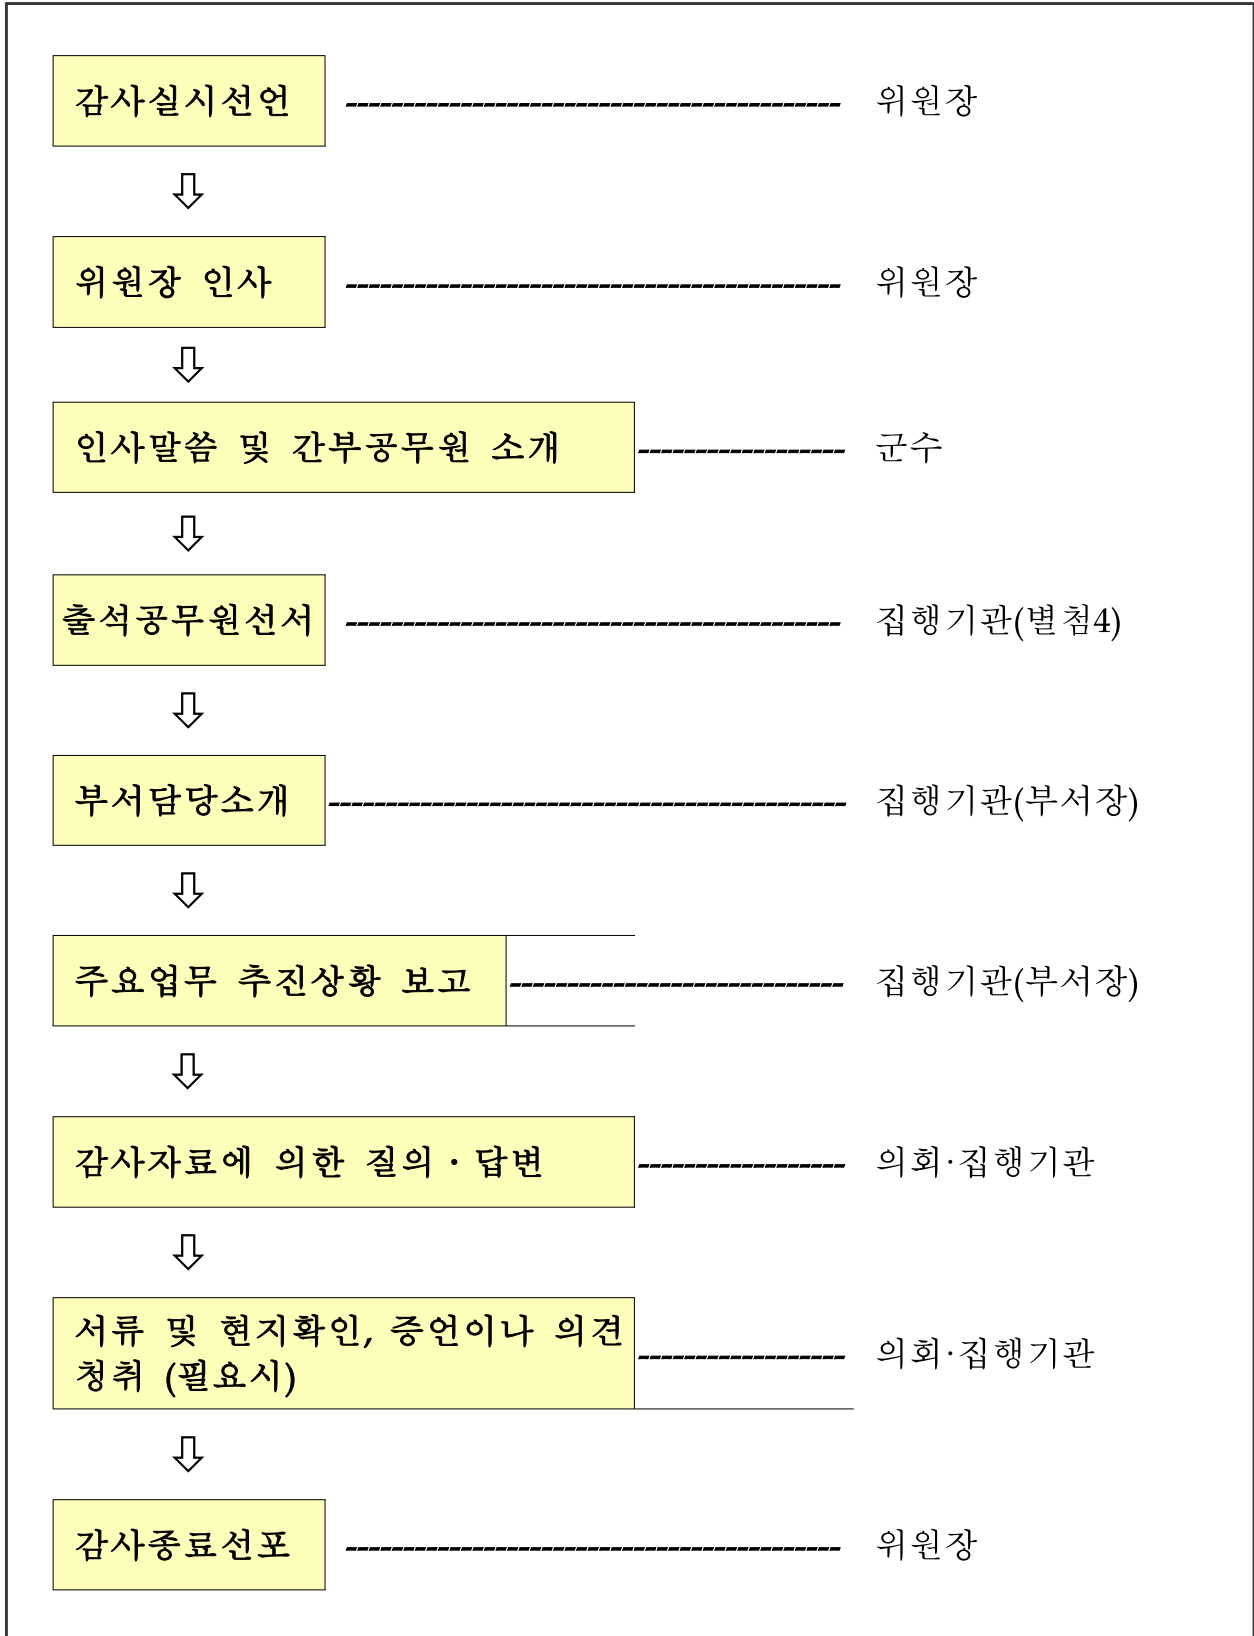 감사실시선언 ------------------------------------------- 위원장
⇩
위원장 인사 ------------------------------------------- 위원장
⇩
인사말씀 및 간부공무원 소개 ------------------ 군수
⇩
출석공무원선서 ------------------------------------------- 집행기관(별첨4)
⇩
부서담당소개 --------------------------------------------- 집행기관(부서장)
⇩
주요업무 추진상황 보고 ----------------------------- 집행기관(부서장)
⇩
감사자료에 의한 질의·답변 ------------------ 의회·집행기관
⇩
서류 및 현지확인, 증언이나 의견
청취 (필요시) ------------------ 의회·집행기관
⇩
감사종료선포 ------------------------------------------- 위원장